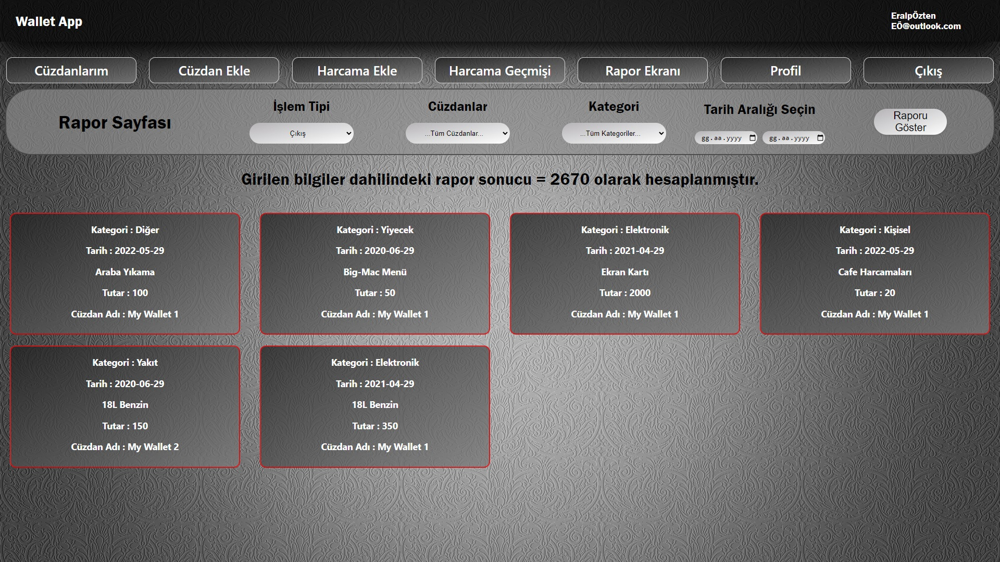 Wallet App
EralpÖzten
EÖ@outlook.com
Cüzdanlarım
Cüzdan Ekle
Harcama Ekle
Harcama Geçmişi
Rapor Ekranı
Profil
Çıkış
Rapor Sayfası
İşlem Tipi
Çıkış
Cüzdanlar
...Tüm Cüzdanlar...
Kategori
...Tüm Kategoriler...
Tarih Aralığı Seçin
gg.aa.yyyy
gg.aa.yyyy
Raporu
Göster
Girilen bilgiler dahilindeki rapor sonucu = 2670 olarak hesaplanmıştır.
Kategori : Diğer
Tarih : 2022-05-29
Araba Yıkama
Tutar : 100
Cüzdan Adı : My Wallet 1
Kategori : Yiyecek
Tarih : 2020-06-29
Big-Mac Menü
Tutar : 50
Cüzdan Adı : My Wallet 1
Kategori : Elektronik
Tarih : 2021-04-29
Ekran Kartı
Tutar : 2000
Cüzdan Adı : My Wallet 1
Kategori : Kişisel
Tarih : 2022-05-29
Cafe Harcamaları
Tutar : 20
Cüzdan Adı : My Wallet 1
Kategori : Yakıt
Tarih : 2020-06-29
18L Benzin
Tutar : 150
Cüzdan Adı : My Wallet 2
Kategori : Elektronik
Tarih : 2021-04-29
18L Benzin
Tutar : 350
Cüzdan Adı : My Wallet 1